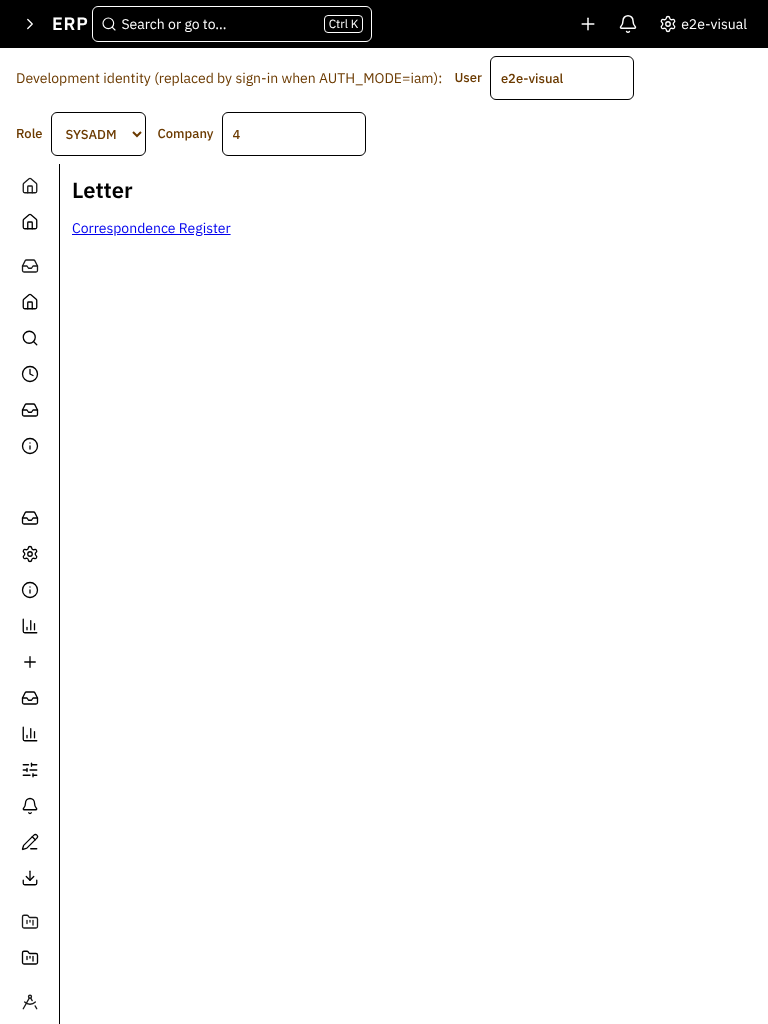 ERP
Search or go to...
Ctrl K
e2e-visual
Development identity (replaced by sign-in when AUTH_MODE=iam):
User
e2e-visual
Role
SYSADM
Company
4
Letter
Correspondence Register